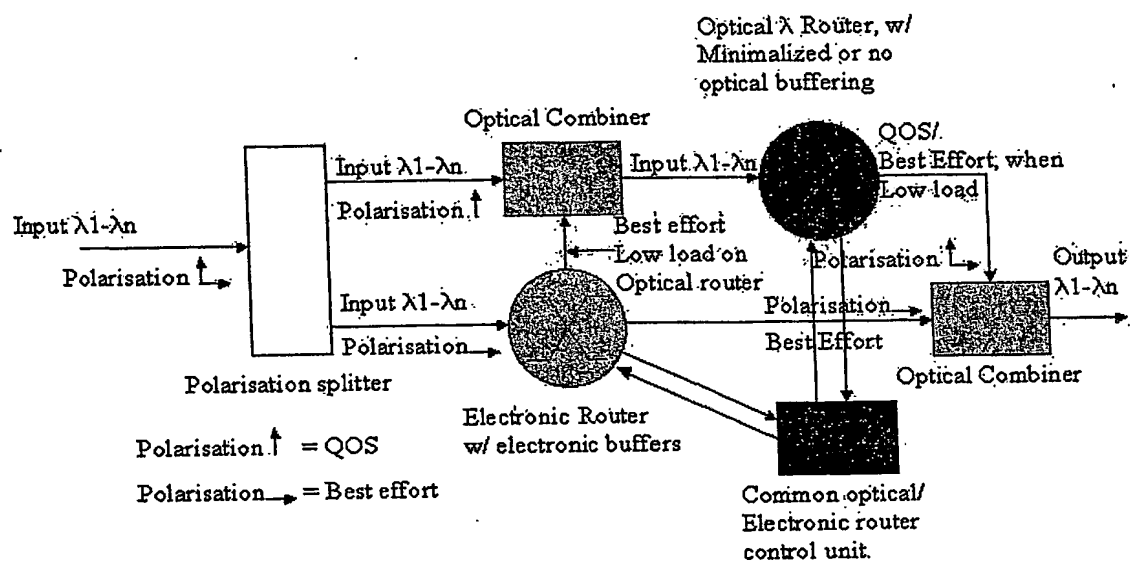 Optical λ Router, w/
Minimalized or no
optical buffering
Optical Combiner
QOS/
Best Effort, when
Low load
Input λ1-λn
Polarisation
Input λ1-λn
Polarisation
Input λ1-λn
Best effort
Low load on
Optical router
Polarisation
Output
λ1-λn
Input λ1-λn
Polarisation
Polarisation
Best Effort
Optical Combiner
Polarisation splitter
Electronic Router
w/ electronic buffers
Polarisation ↑ = QOS
Polarisation → = Best effort
Common optical/
Electronic router
control unit.